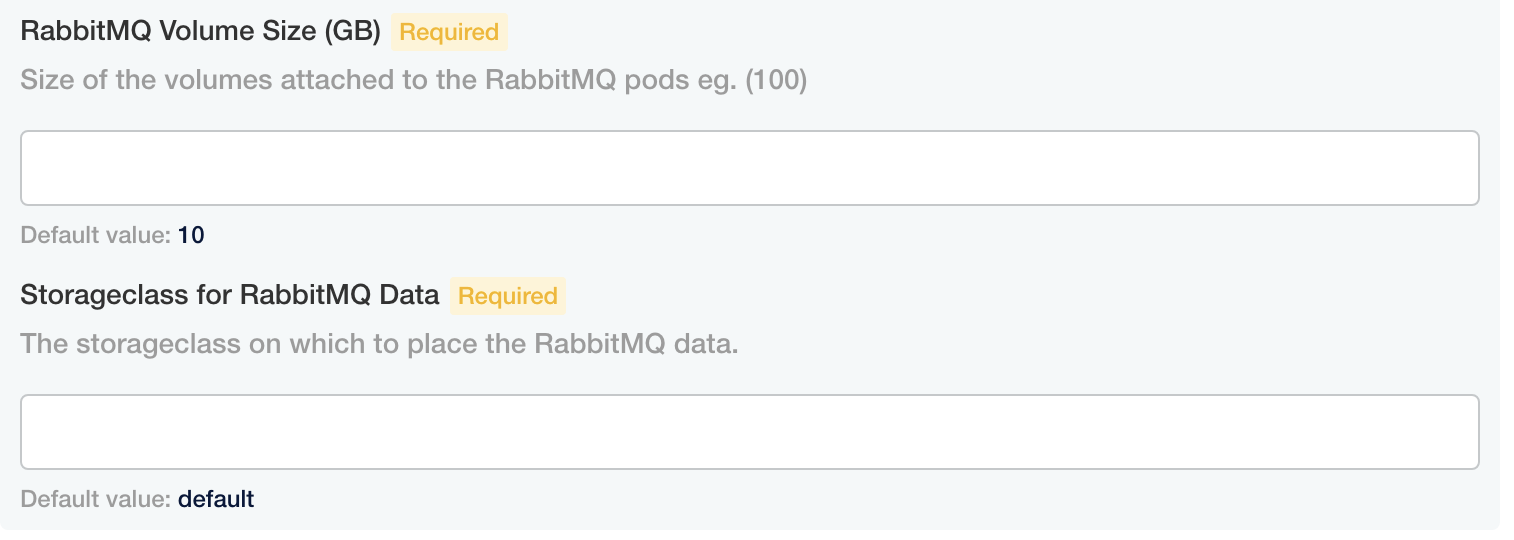 RabbitMQ Volume Size (GB) Required
Size of the volumes attached to the RabbitMQ pods eg. (100)
Default value: 10
Storageclass for RabbitMQ Data Required
The storageclass on which to place the RabbitMQ data.
Default value: default